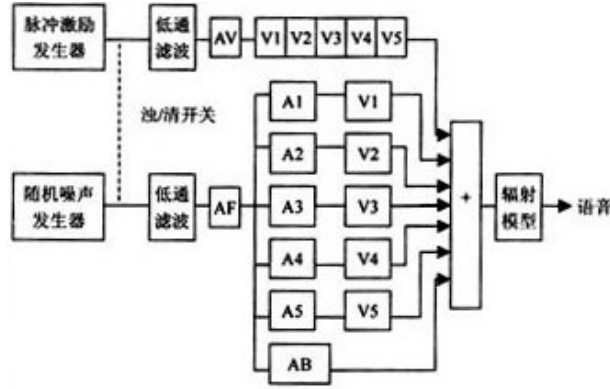 脉冲激励
发生器
低通
滤波
AV
V1 V2 V3 V4 V5
浊/清开关
A1 V1
A2 V2
随机噪声
发生器
低通
滤波
AF
A3 V3
+
辐射
模型
语音
A4 V4
A5 V5
AB